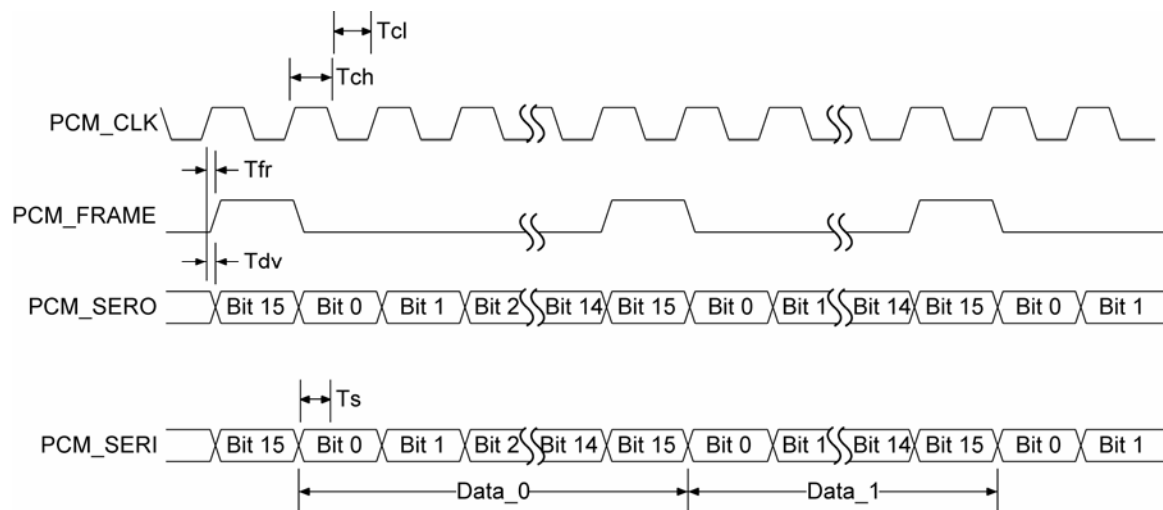 Tcl
Tch
PCM_CLK
Tfr
PCM_FRAME
Tdv
PCM_SERO Bit 15 Bit 0 Bit 1 Bit 2 Bit 14 Bit 15 Bit 0 Bit 1 Bit 14 Bit 15 Bit 0 Bit 1
Ts
PCM_SERI Bit 15 Bit 0 Bit 1 Bit 2 Bit 14 Bit 15 Bit 0 Bit 1 Bit 14 Bit 15 Bit 0 Bit 1
Data_0 Data_1